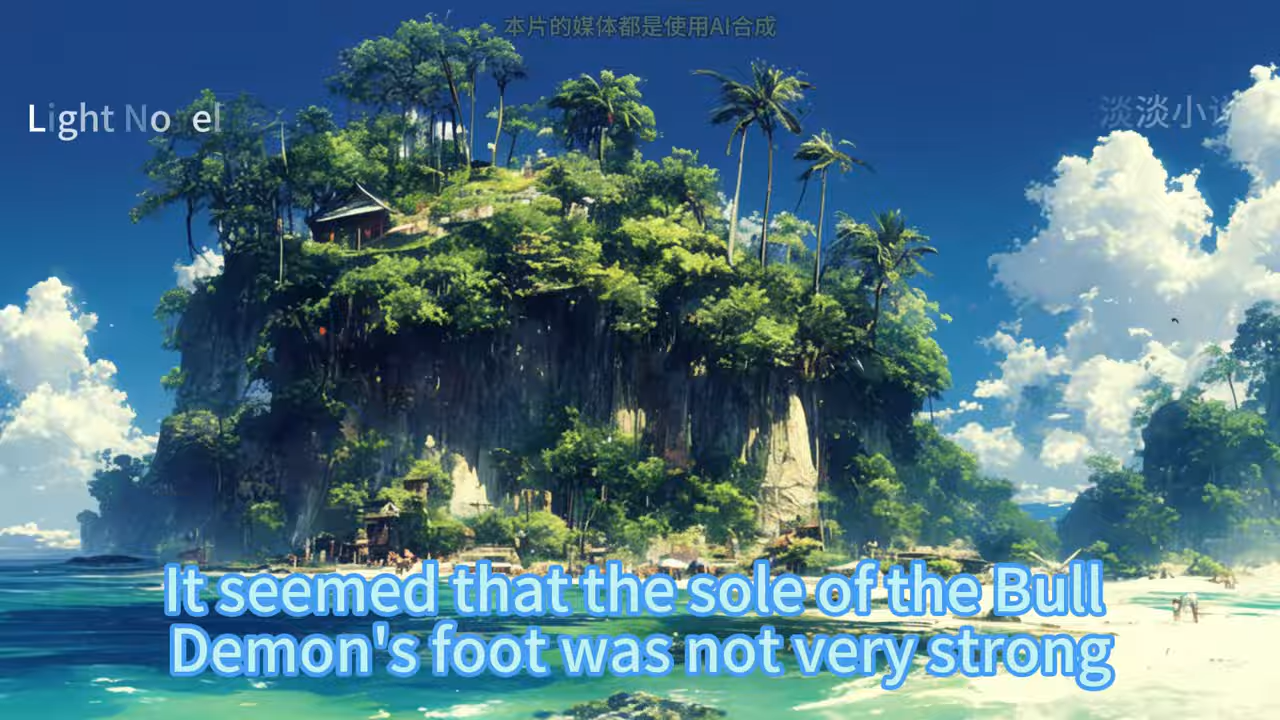 本片的媒体都是使用AI合成
Light No el
淡淡小说
It seemed that the sole of the Bull
Demon's foot was not very strong